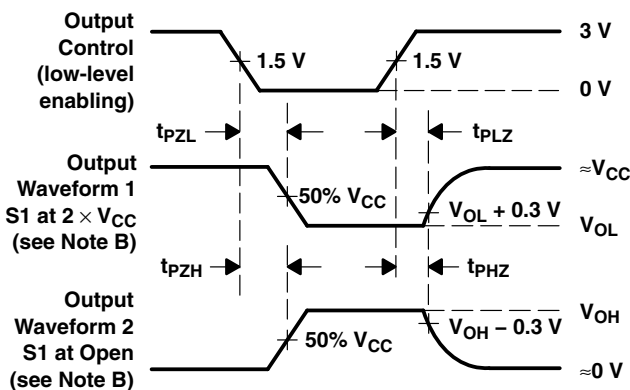 Output
Control
(low-level
enabling)
1.5 V
1.5 V
3 V
0 V
tPZL
tPLZ
Output
Waveform 1
S1 at 2 × VCC
(see Note B)
50% VCC
VOL + 0.3 V
≈VCC
VOL
tPZH
tPHZ
Output
Waveform 2
S1 at Open
(see Note B)
50% VCC
VOH − 0.3 V
VOH
≈0 V